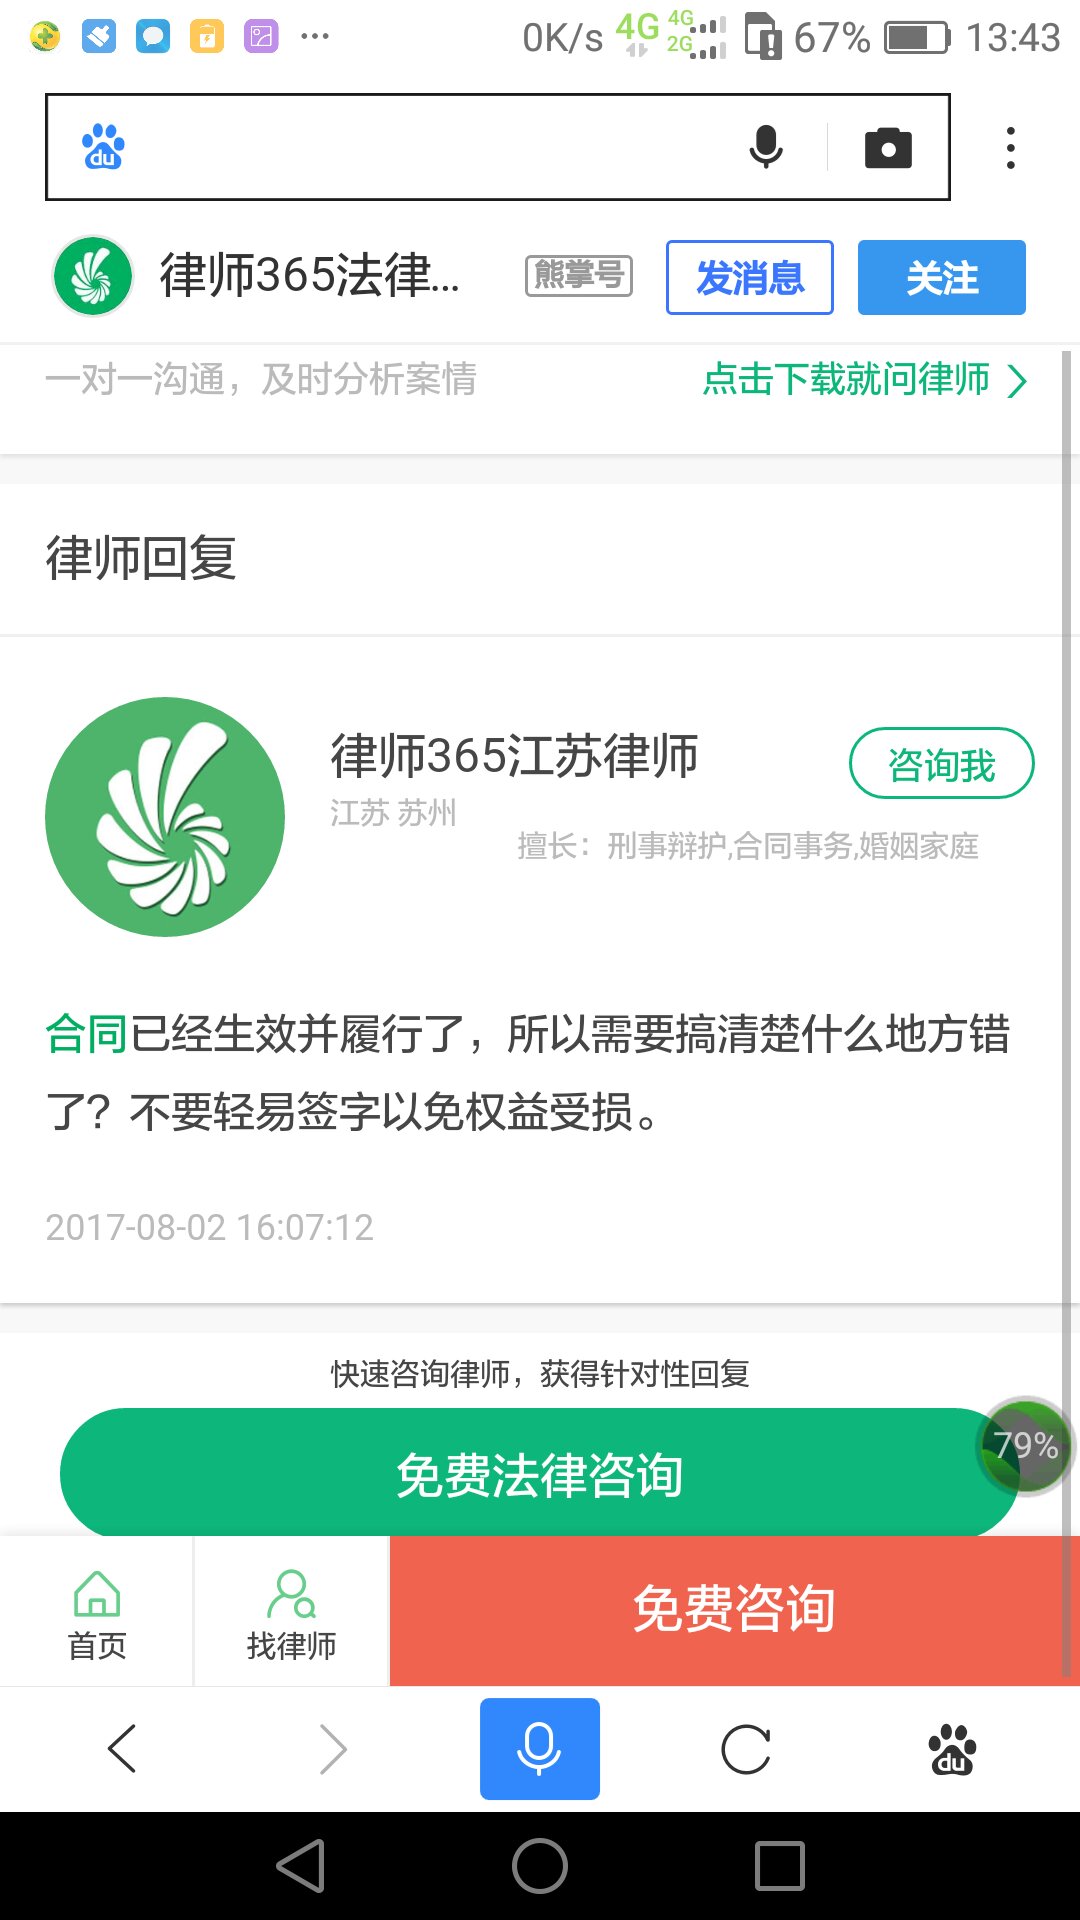 0K/s 4G 4G 2G 67% 13:43
du
律师365法律... 熊掌号 发消息 关注
一对一沟通，及时分析案情 点击下载就问律师
律师回复
律师365江苏律师 咨询我
江苏 苏州
擅长：刑事辩护,合同事务,婚姻家庭
合同已经生效并履行了，所以需要搞清楚什么地方错
了？不要轻易签字以免权益受损。
2017-08-02 16:07:12
快速咨询律师，获得针对性回复
免费法律咨询
79%
首页 找律师 免费咨询
du